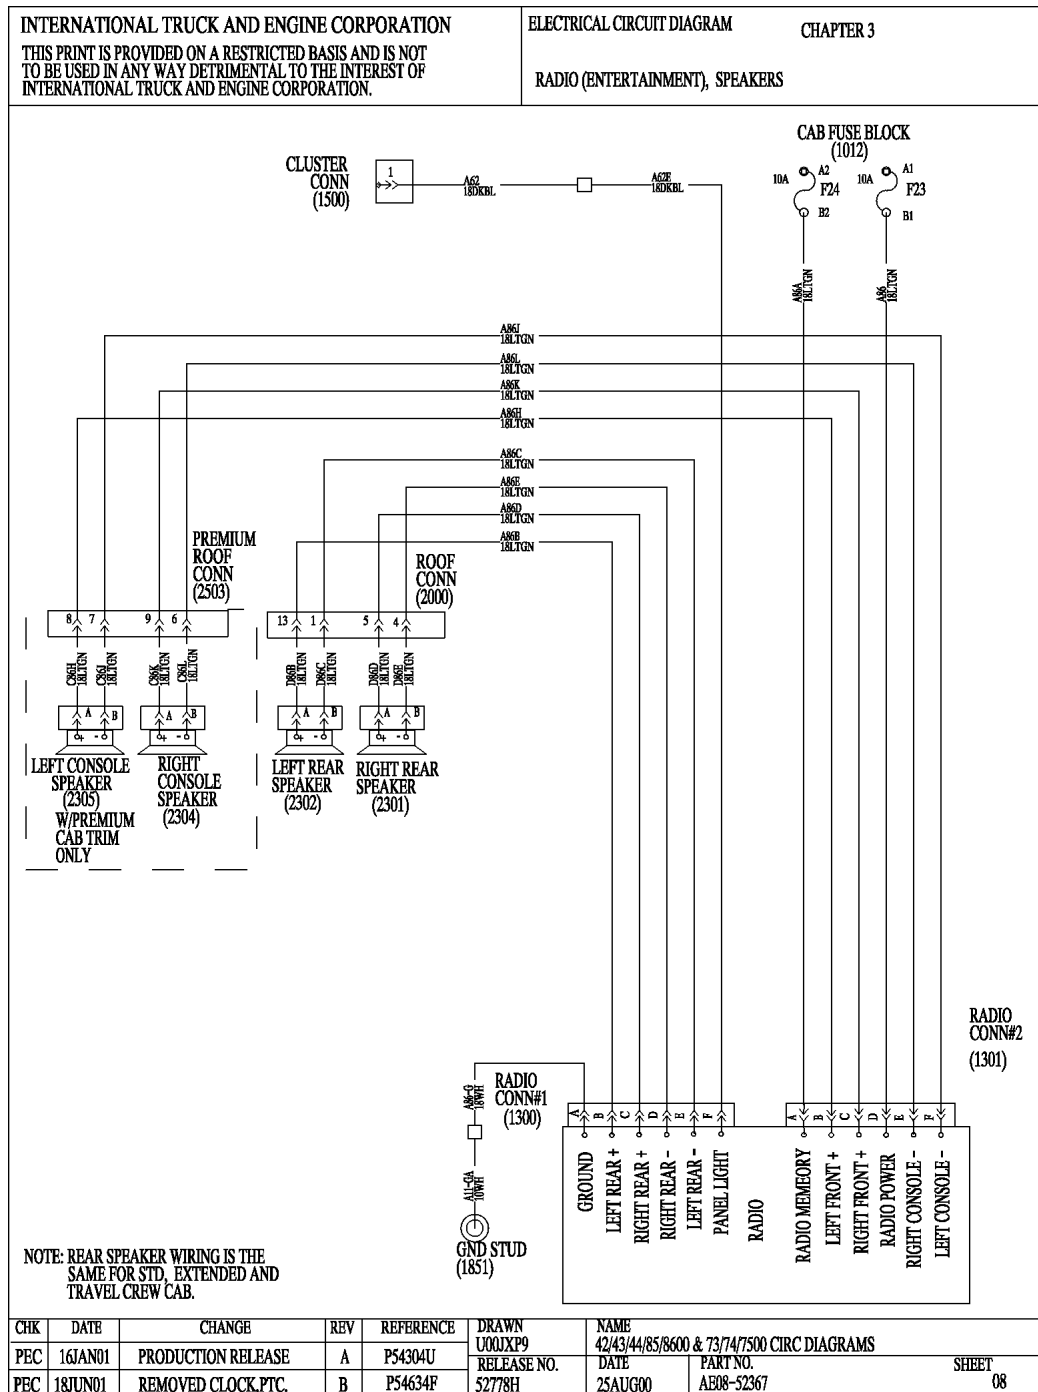 INTERNATIONAL TRUCK AND ENGINE CORPORATION
THIS PRINT IS PROVIDED ON A RESTRICTED BASIS AND IS NOT
TO BE USED IN ANY WAY DETRIMENTAL TO THE INTEREST OF
INTERNATIONAL TRUCK AND ENGINE CORPORATION.
ELECTRICAL CIRCUIT DIAGRAM
CHAPTER 3
RADIO (ENTERTAINMENT), SPEAKERS
CAB FUSE BLOCK
(1012)
CLUSTER
CONN
(1500)
1
A62
18DKBL
A62E
18DKBL
10A
A2
F24
B2
10A
A1
F23
B1
A86A
18LTGN
A86
18LTGN
A86J
18LTGN
A86L
18LTGN
A86K
18LTGN
A86H
18LTGN
A86C
18LTGN
A86E
18LTGN
A86D
18LTGN
A86B
18LTGN
PREMIUM
ROOF
CONN
(2503)
ROOF
CONN
(2000)
8 7 9 6
13 1 5 4
C86H
18LTGN
C86J
18LTGN
C86K
18LTGN
C86L
18LTGN
D86B
18LTGN
D86C
18LTGN
D86D
18LTGN
D86E
18LTGN
A B A B A B A B
+ - + - + - + -
LEFT CONSOLE
SPEAKER
(2305)
RIGHT
CONSOLE
SPEAKER
(2304)
LEFT REAR
SPEAKER
(2302)
RIGHT REAR
SPEAKER
(2301)
W/PREMIUM
CAB TRIM
ONLY
RADIO
CONN#2
(1301)
RADIO
CONN#1
(1300)
A86-G
18WH
A11-GA
10WH
GND STUD
(1851)
A B C D E F
A B C D E F
GROUND
LEFT REAR +
RIGHT REAR +
RIGHT REAR -
LEFT REAR -
PANEL LIGHT
RADIO
RADIO MEMEORY
LEFT FRONT +
RIGHT FRONT +
RADIO POWER
RIGHT CONSOLE -
LEFT CONSOLE -
NOTE: REAR SPEAKER WIRING IS THE
SAME FOR STD, EXTENDED AND
TRAVEL CREW CAB.
CHK DATE CHANGE REV REFERENCE
PEC 16JAN01 PRODUCTION RELEASE A P54304U
PEC 18JUN01 REMOVED CLOCK,PTC, B P54634F
DRAWN
U00JXP9
RELEASE NO.
52778H
NAME
42/43/44/85/8600 & 73/74/7500 CIRC DIAGRAMS
DATE
25AUG00
PART NO.
AE08-52367
SHEET
08